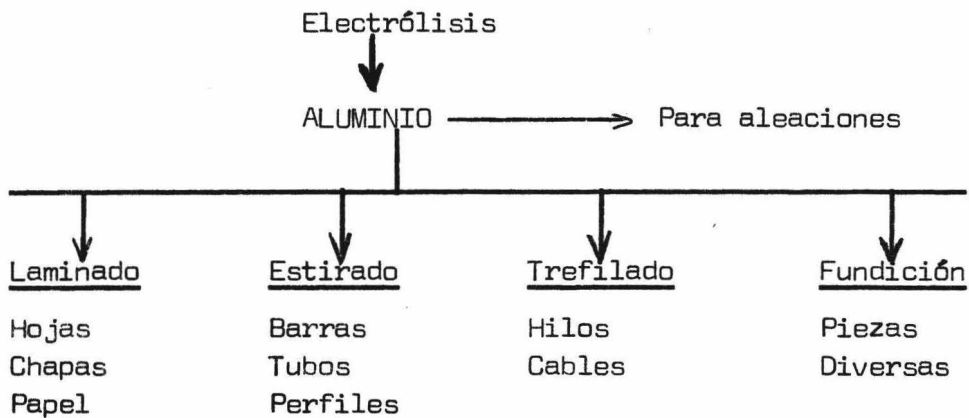 Electrólisis
ALUMINIO Para aleaciones
Laminado Estirado Trefilado Fundición
Hojas Barras Hilos Piezas
Chapas Tubos Cables Diversas
Papel Perfiles